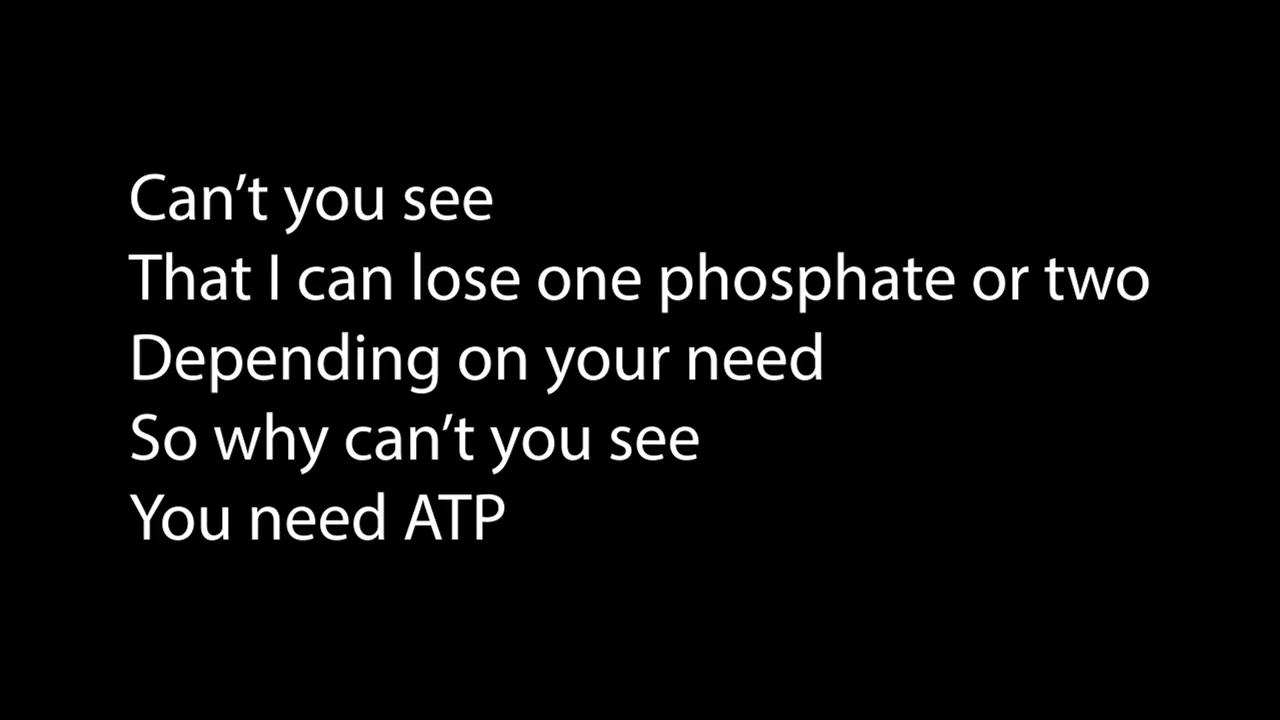 Can’t you see
That I can lose one phosphate or two
Depending on your need
So why can’t you see
You need ATP